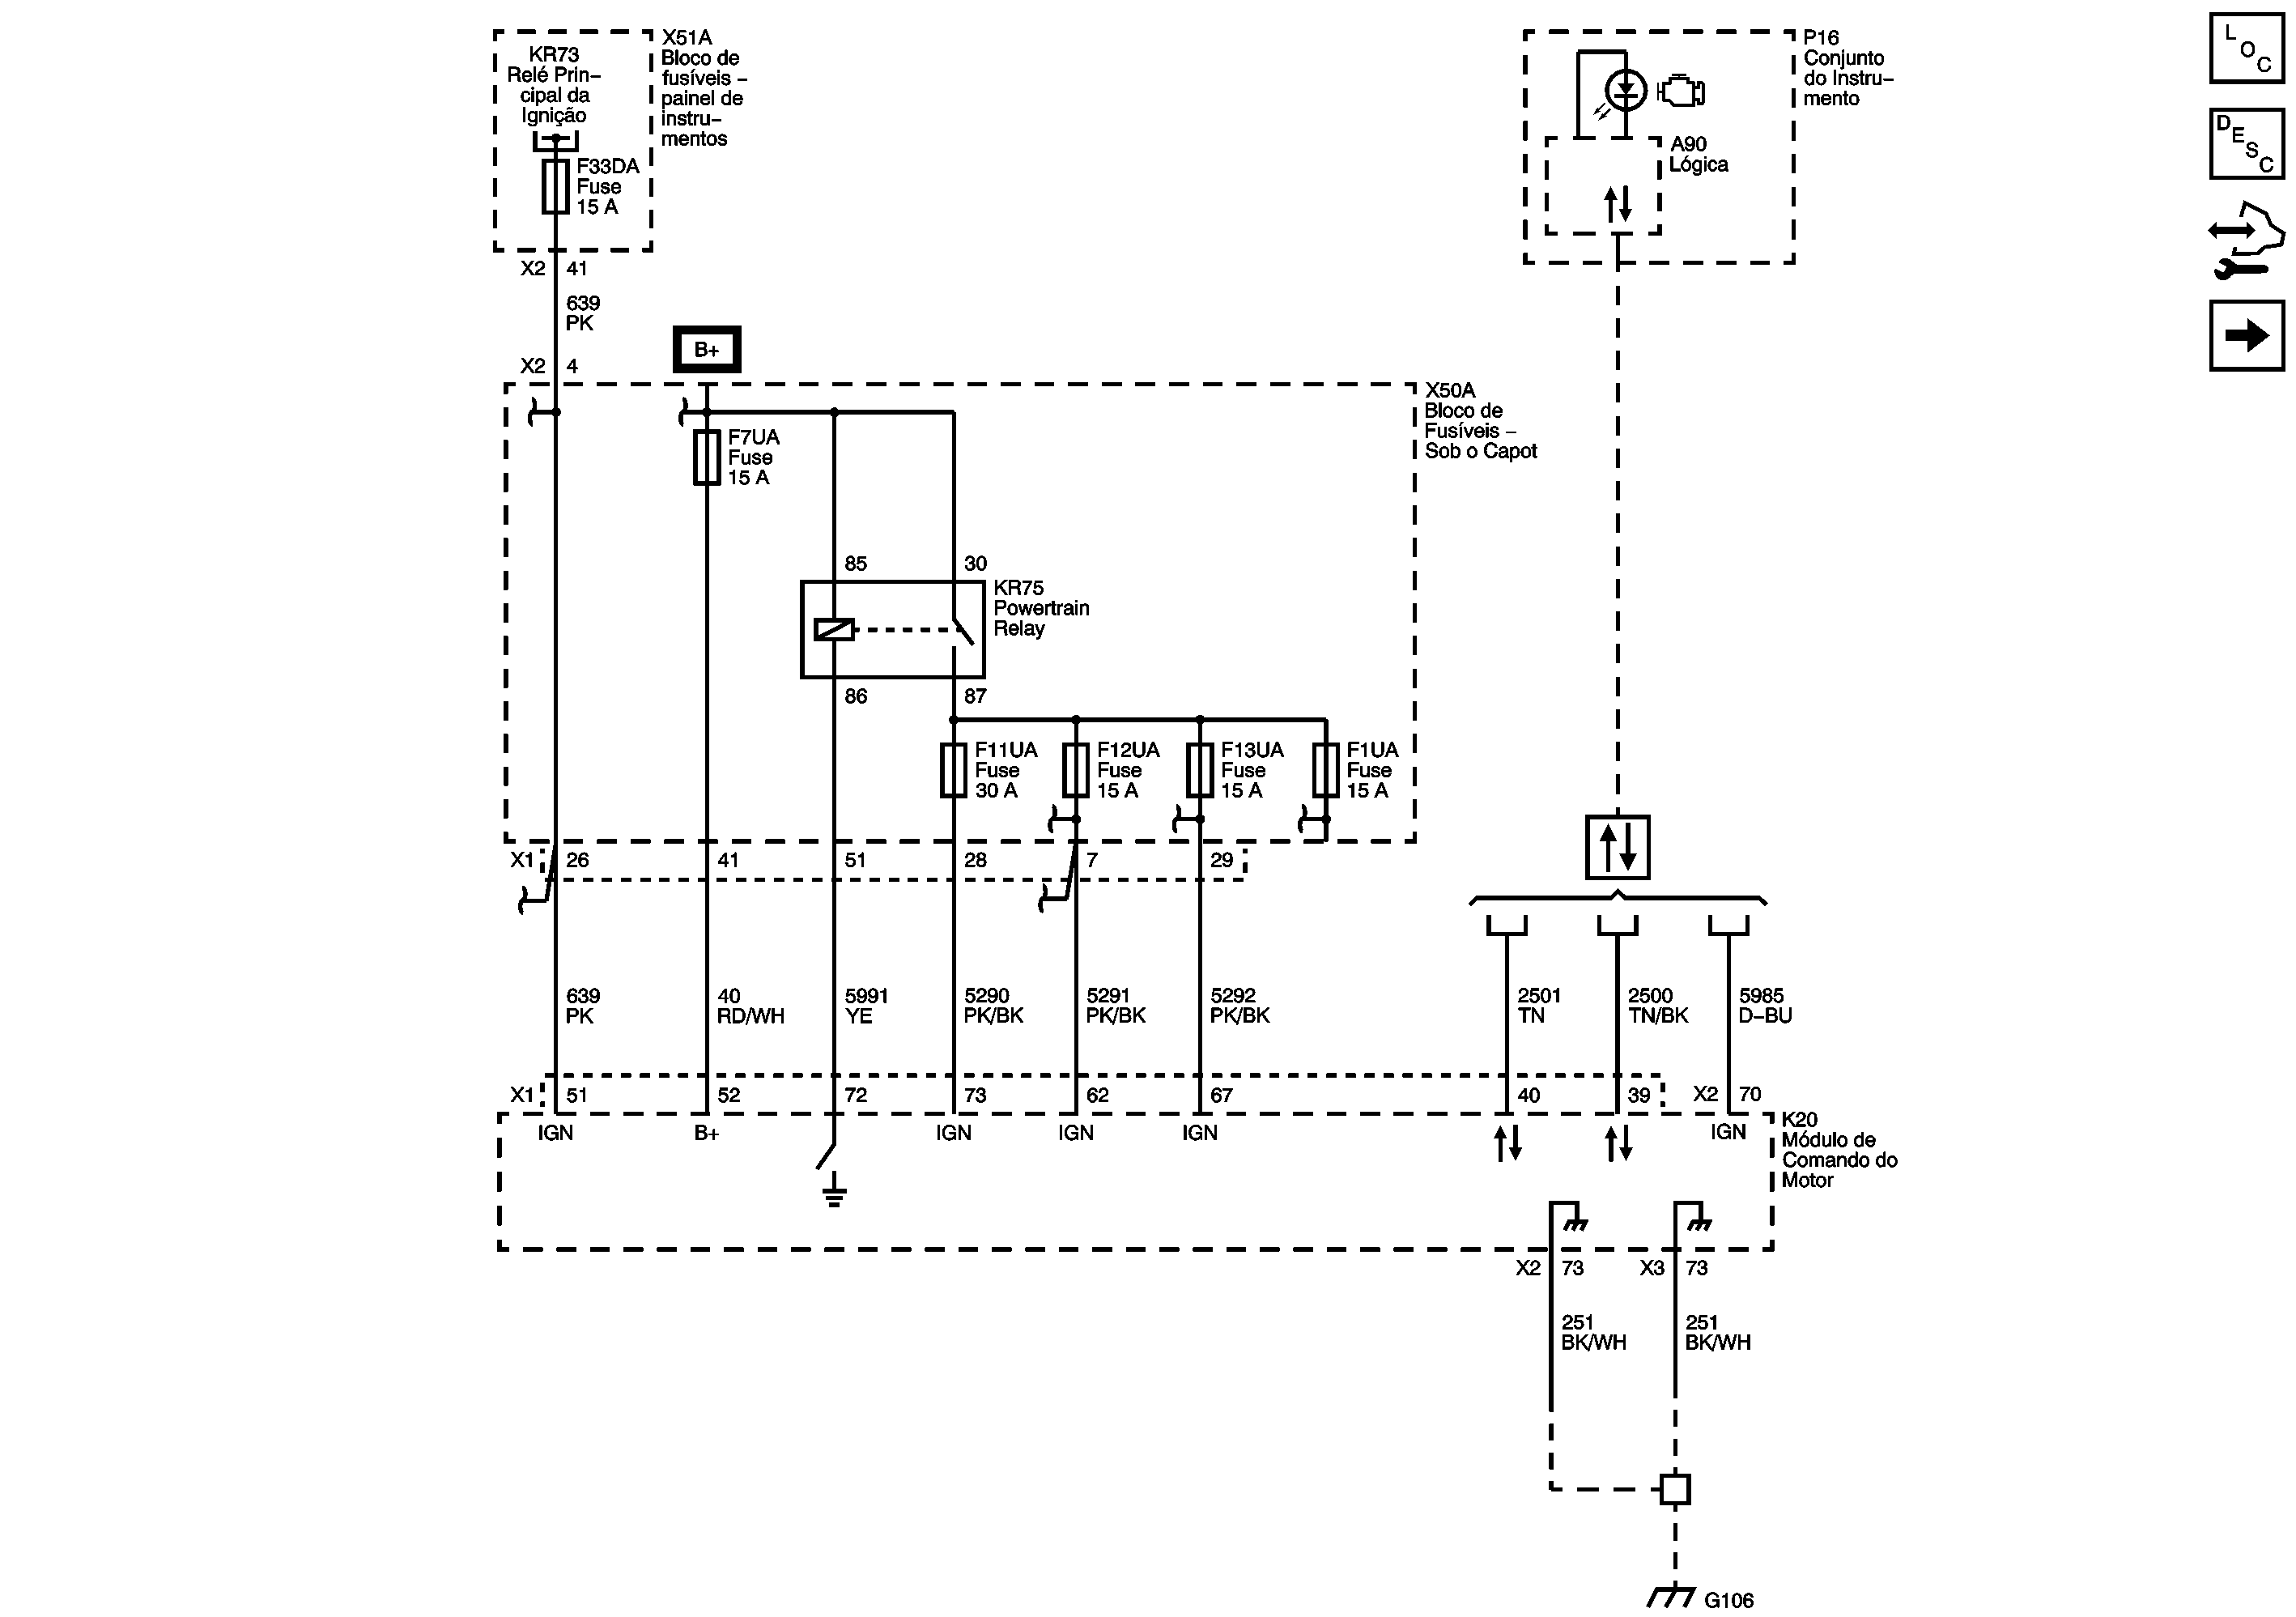 KR73
Relé Prin–
cipal da
Ignição
X51A
Bloco de
fusíveis –
painel de
instru–
mentos
F33DA
Fuse
15 A
X2 41
639
PK
X2 4
B+
P16
Conjunto
do Instru–
mento
A90
Lógica
L
O
C
D
E
S
C
X50A
Bloco de
Fusíveis –
Sob o Capot
F7UA
Fuse
15 A
85 30
KR75
Powertrain
Relay
86 87
F11UA
Fuse
30 A
F12UA
Fuse
15 A
F13UA
Fuse
15 A
F1UA
Fuse
15 A
X1 26 41 51 28 7 29
639
PK
40
RD/WH
5991
YE
5290
PK/BK
5291
PK/BK
5292
PK/BK
2501
TN
2500
TN/BK
5985
D–BU
X1 51 52 72 73 62 67 40 39 X2 70
IGN B+ IGN IGN IGN IGN
K20
Módulo de
Comando do
Motor
X2 73 X3 73
251
BK/WH
251
BK/WH
G106